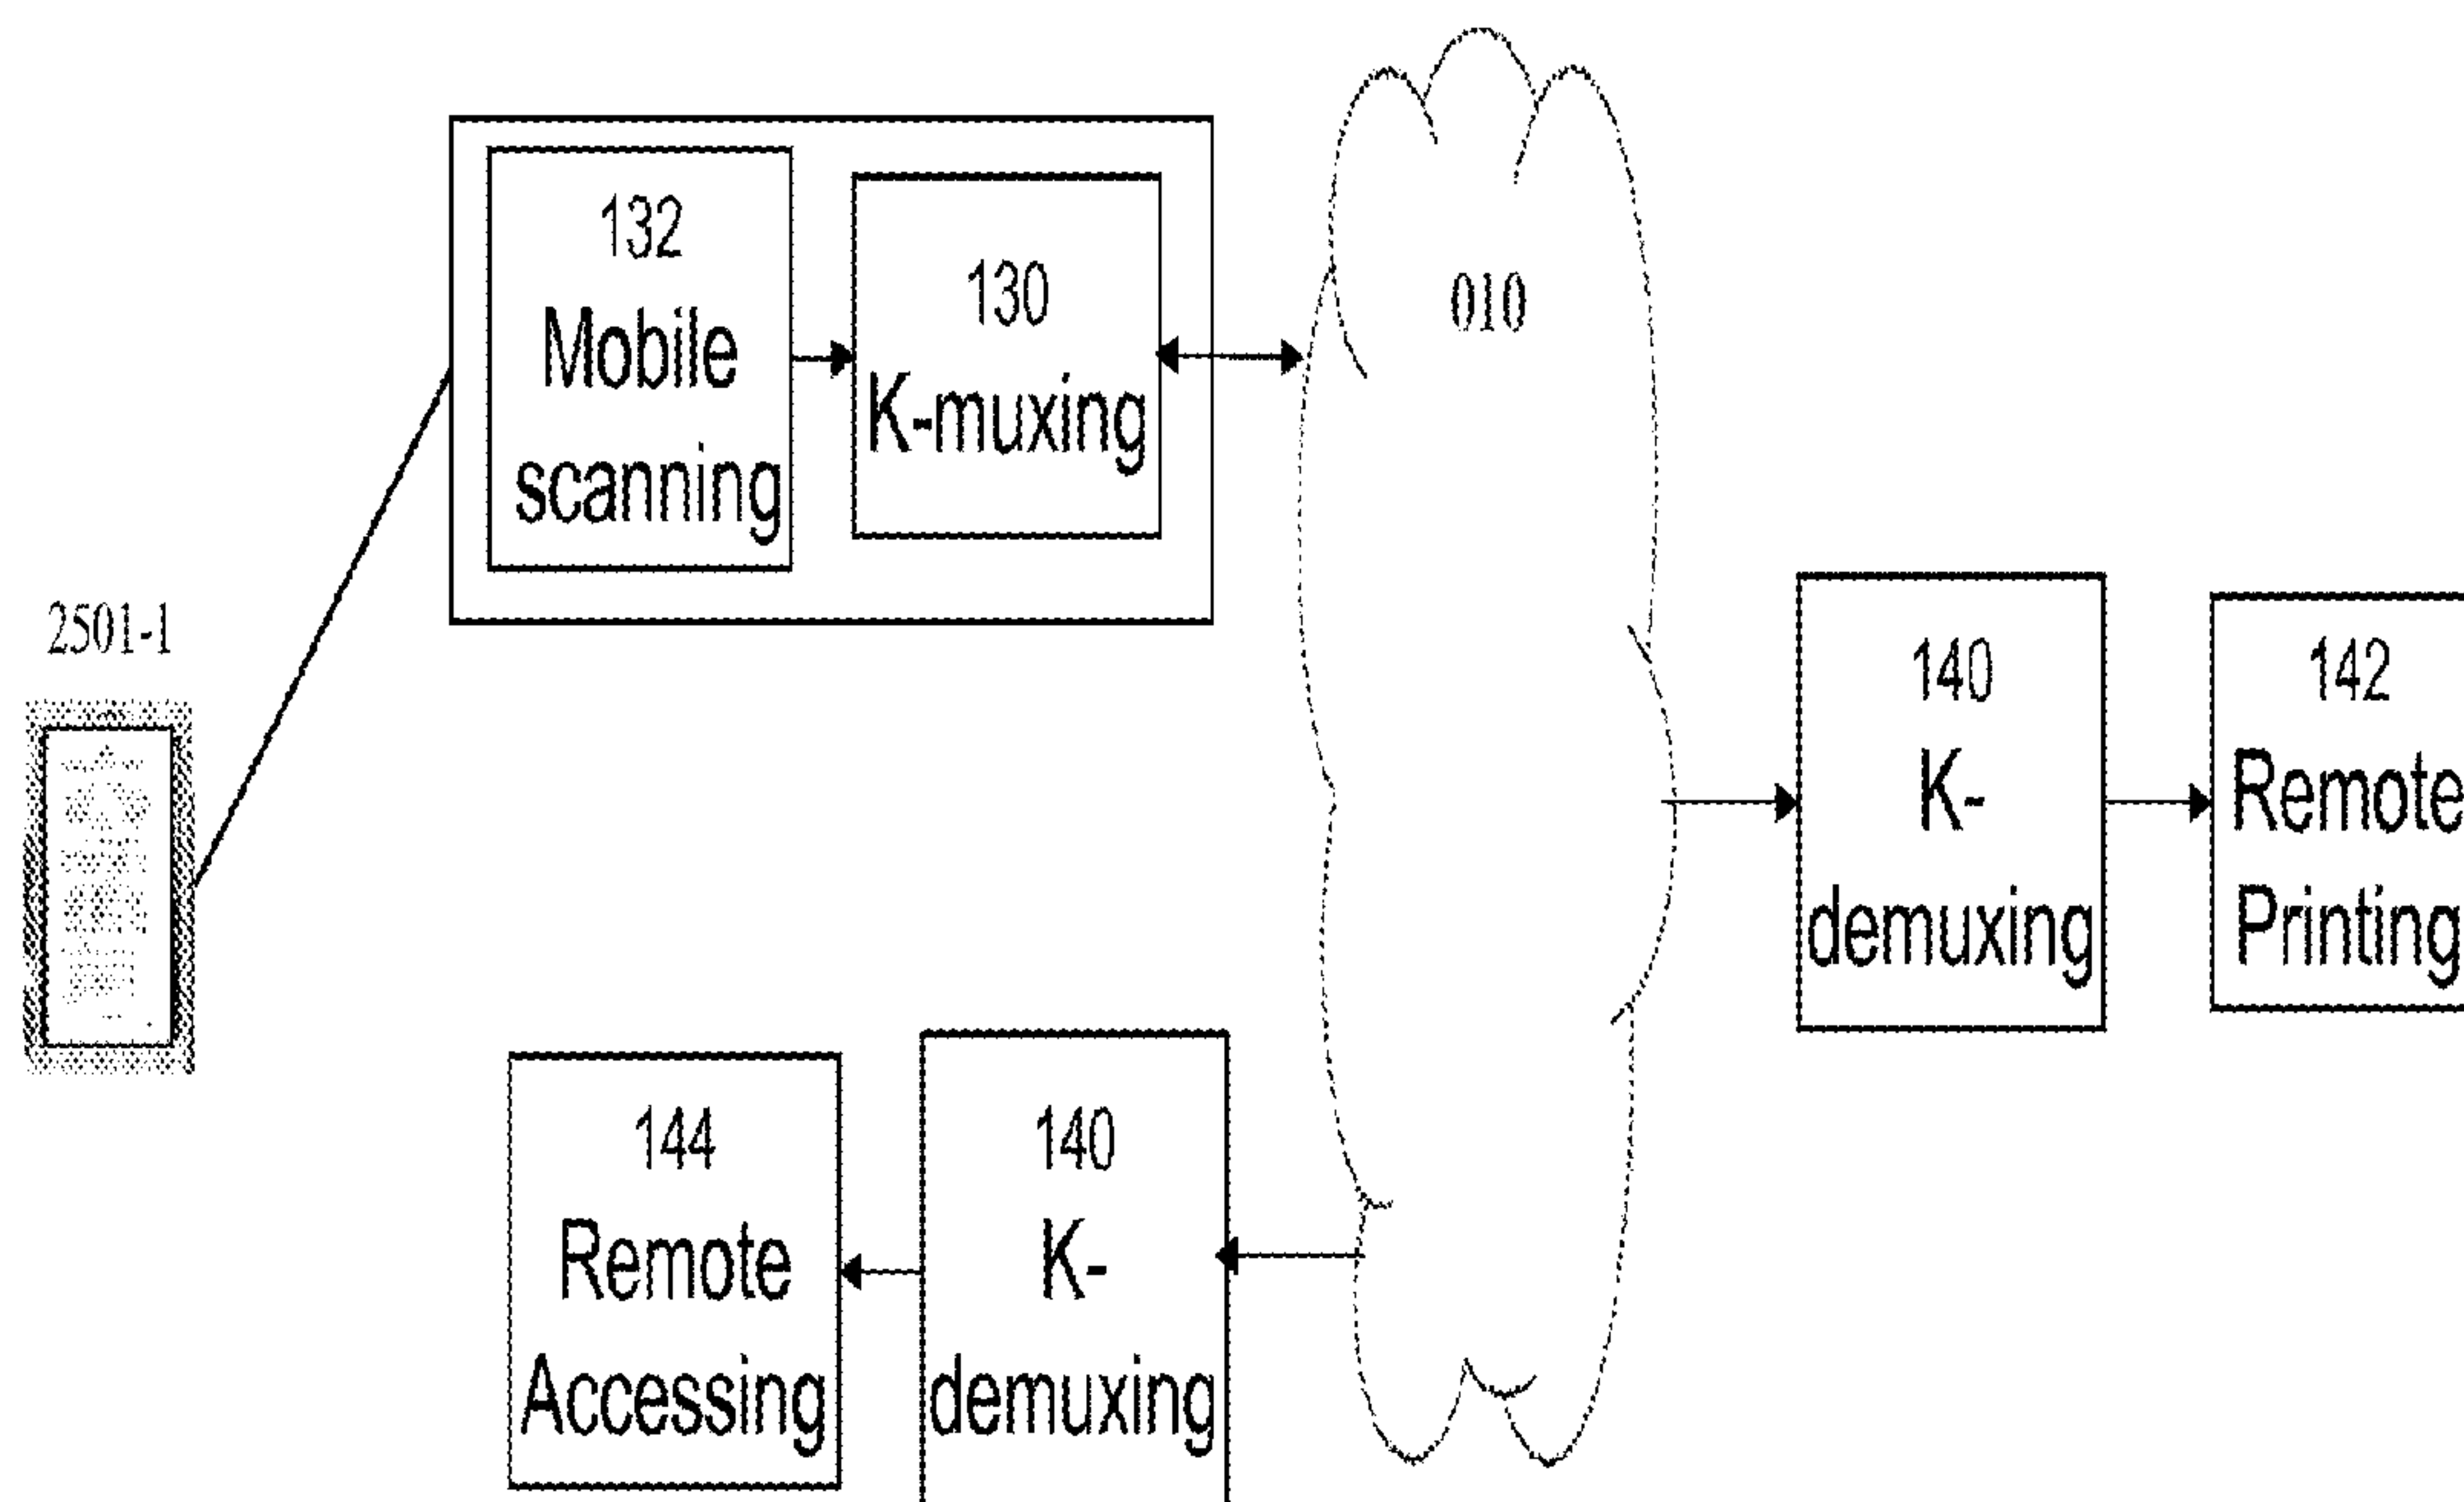 132
Mobile
scanning
130
K-muxing
010
2501-1
140
K-
demuxing
142
Remote
Printing
144
Remote
Accessing
140
K-
demuxing